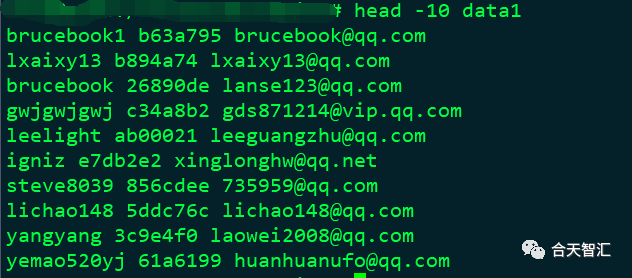 # head -10 data1
brucebook1 b63a795 brucebook@qq.com
lxaixy13 b894a74 lxaixy13@qq.com
brucebook 26890de lanse123@qq.com
gwjgwjgwj c34a8b2 gds871214@vip.qq.com
leelight ab00021 leeguangzhu@qq.com
igniz e7db2e2 xinglonghw@qq.net
steve8039 856cdee 735959@qq.com
lichao148 5ddc76c lichao148@qq.com
yangyang 3c9e4f0 laowei2008@qq.com
yemao520yj 61a6199 huanhuanufo@qq.com
合天智汇